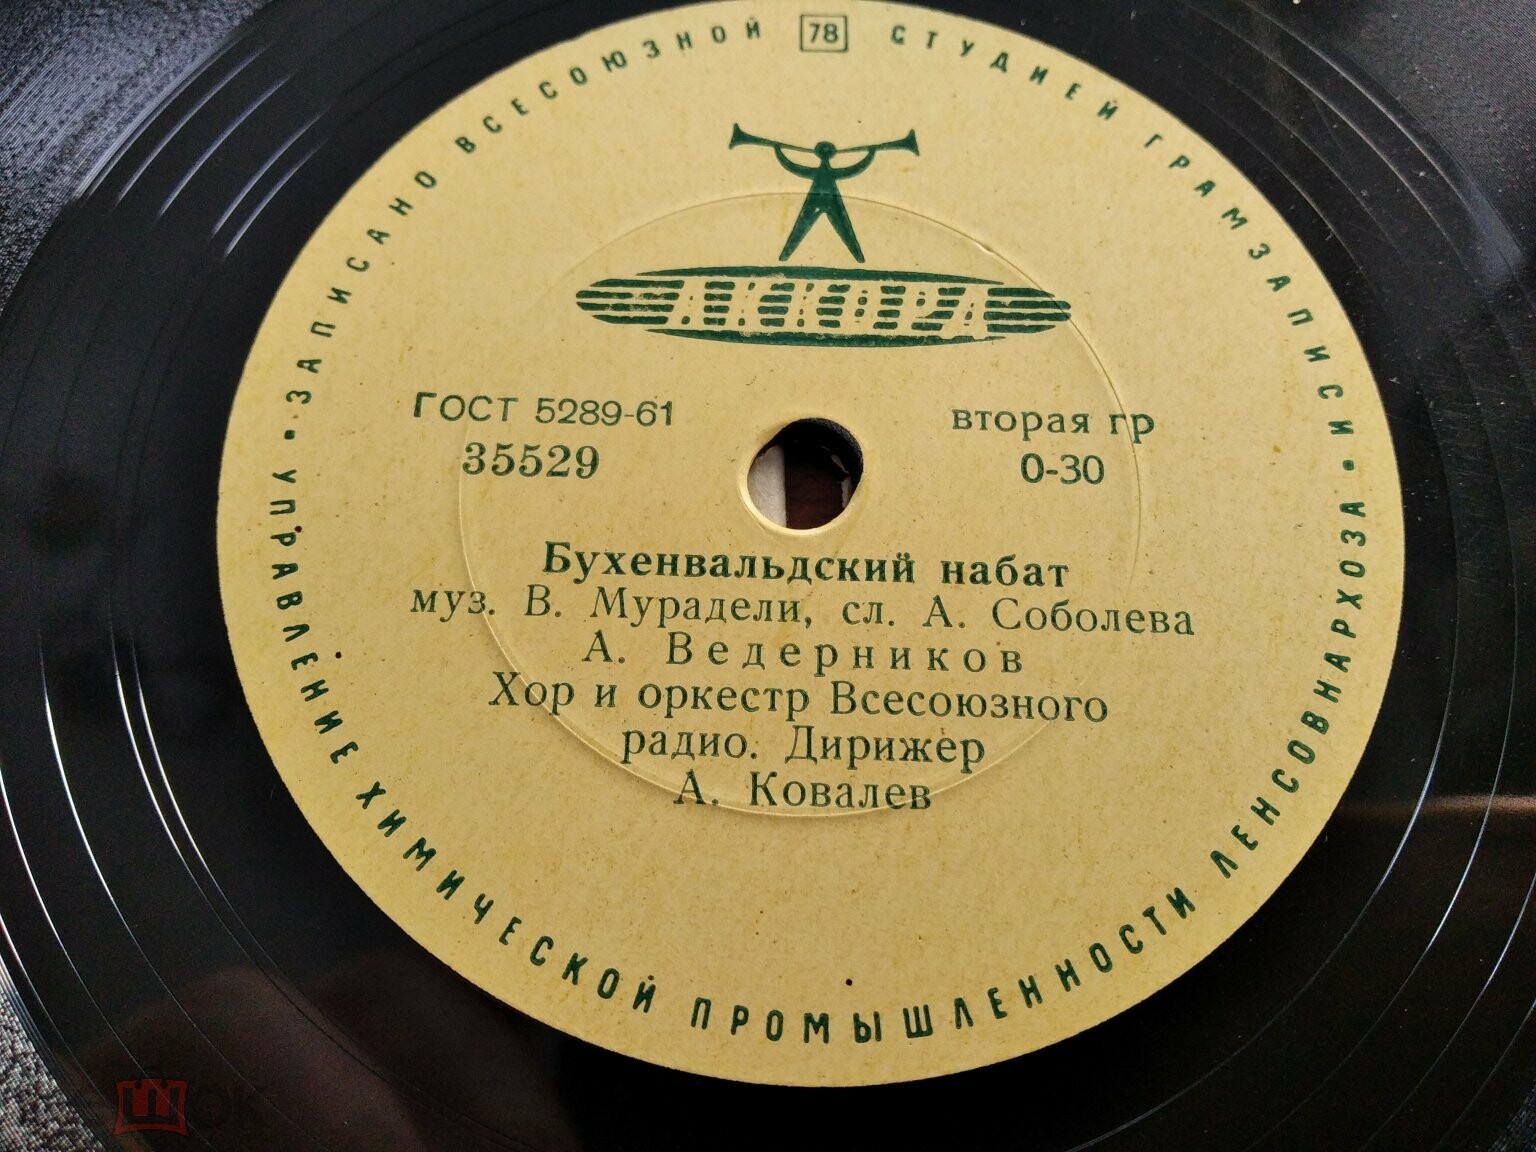 ЗАПИСАНО ВСЕСОЮЗНОЙ 78 СТУДИЕЙ ГРАМЗАПИСИ
АККОРД
ГОСТ 5289-61
35529
вторая гр
0-30
Бухенвальдский набат
муз. В. Мурадели, сл. А. Соболева
А. Ведерников
Хор и оркестр Всесоюзного
радио. Дирижер
А. Ковалев
• УПРАВЛЕНИЕ ХИМИЧЕСКОЙ ПРОМЫШЛЕННОСТИ ЛЕНСОВНАРХОЗА •